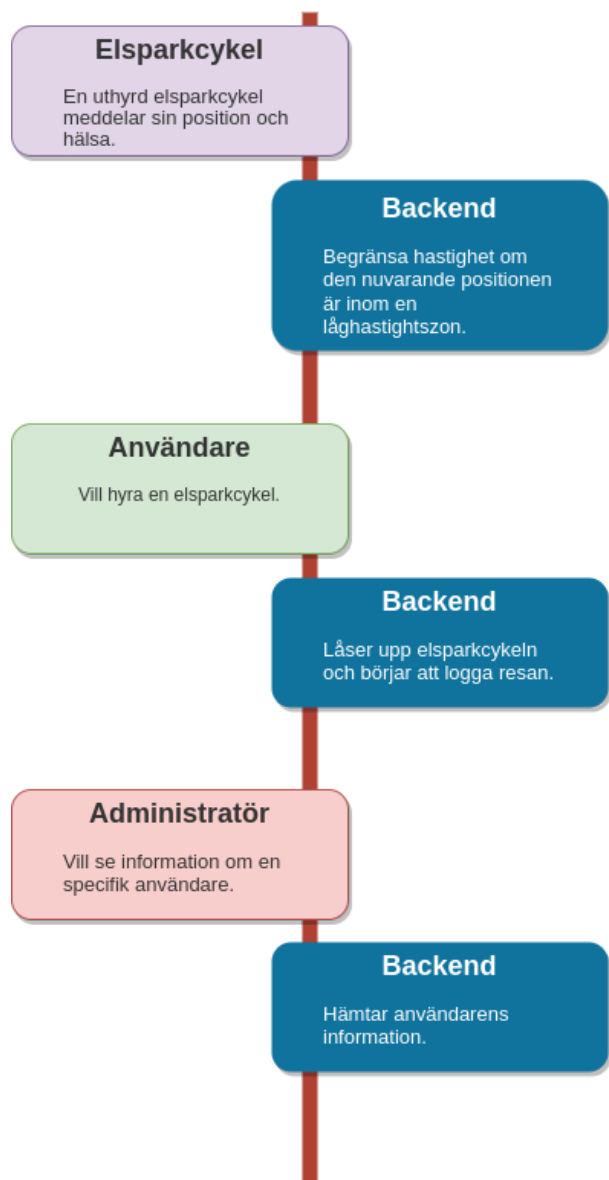 Elsparkcykel
En uthyrd elsparkcykel
meddelar sin position och
hälsa.
Backend
Begränsa hastighet om
den nuvarande positionen
är inom en
låghastightszon.
Användare
Vill hyra en elsparkcykel.
Backend
Låser upp elsparkcykeln
och börjar att logga resan.
Administratör
Vill se information om en
specifik användare.
Backend
Hämtar användarens
information.